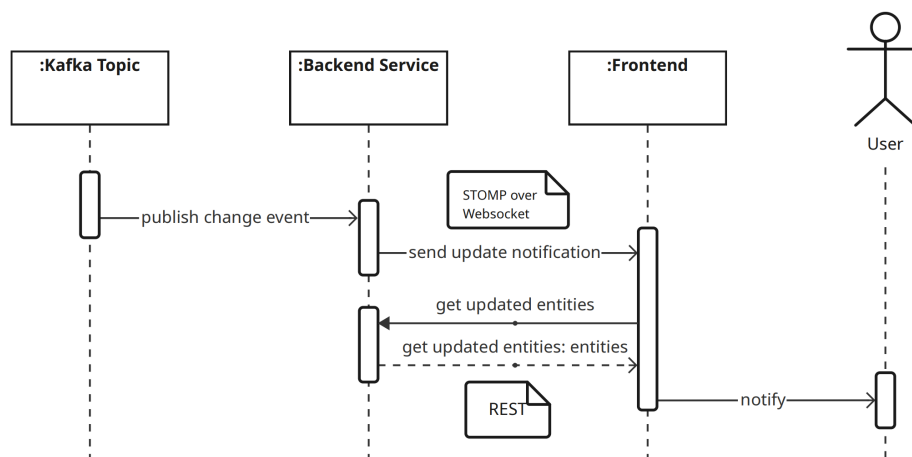 :Kafka Topic
:Backend Service
:Frontend
User
STOMP over
Websocket
publish change event
send update notification
get updated entities
get updated entities: entities
REST
notify